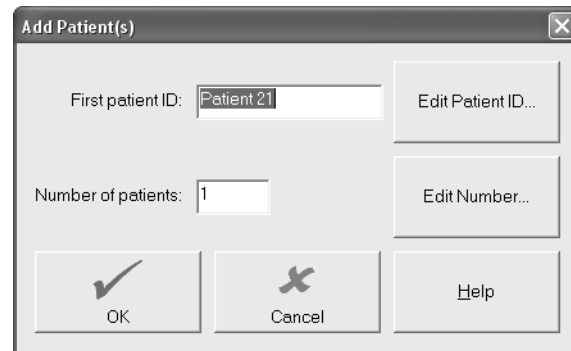 Add Patient(s)
First patient ID: Patient 21 Edit Patient ID...
Number of patients: 1 Edit Number...
OK Cancel Help